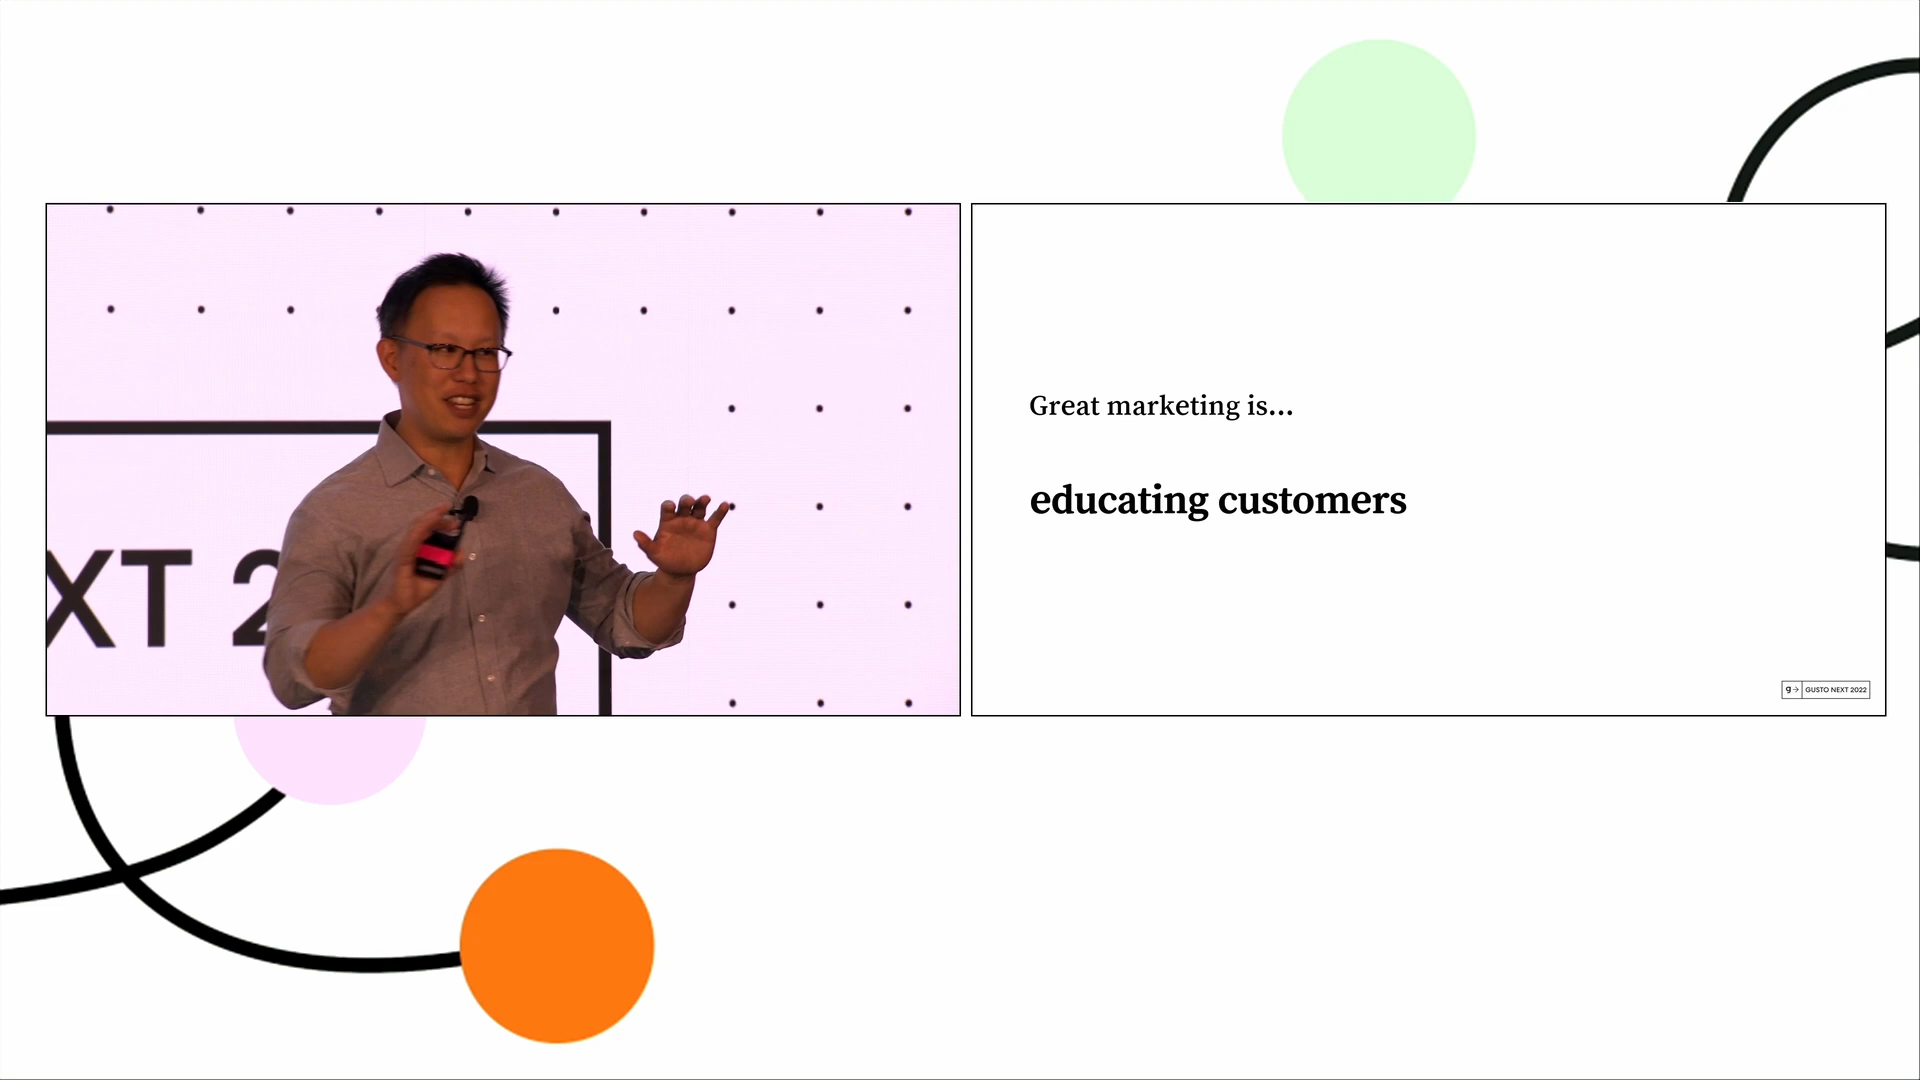 XT 2
Great marketing is...
educating customers
g→ GUSTO NEXT 2022